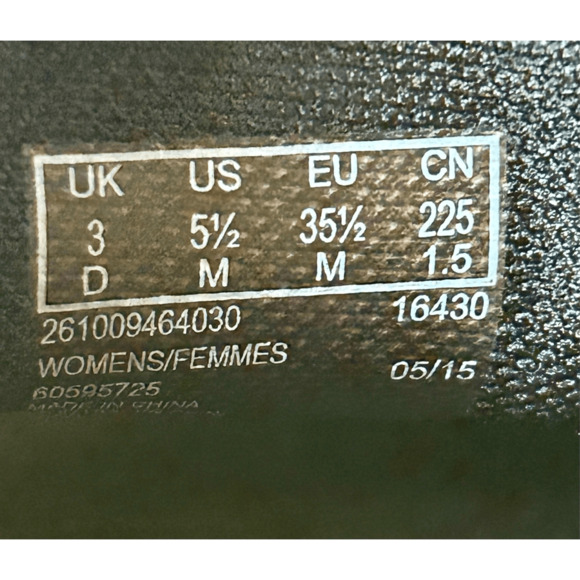 UK US EU CN
3 5½ 35½ 225
D M M 1.5
261009464030 16430
WOMENS/FEMMES 05/15
60595725
MADE IN CHINA